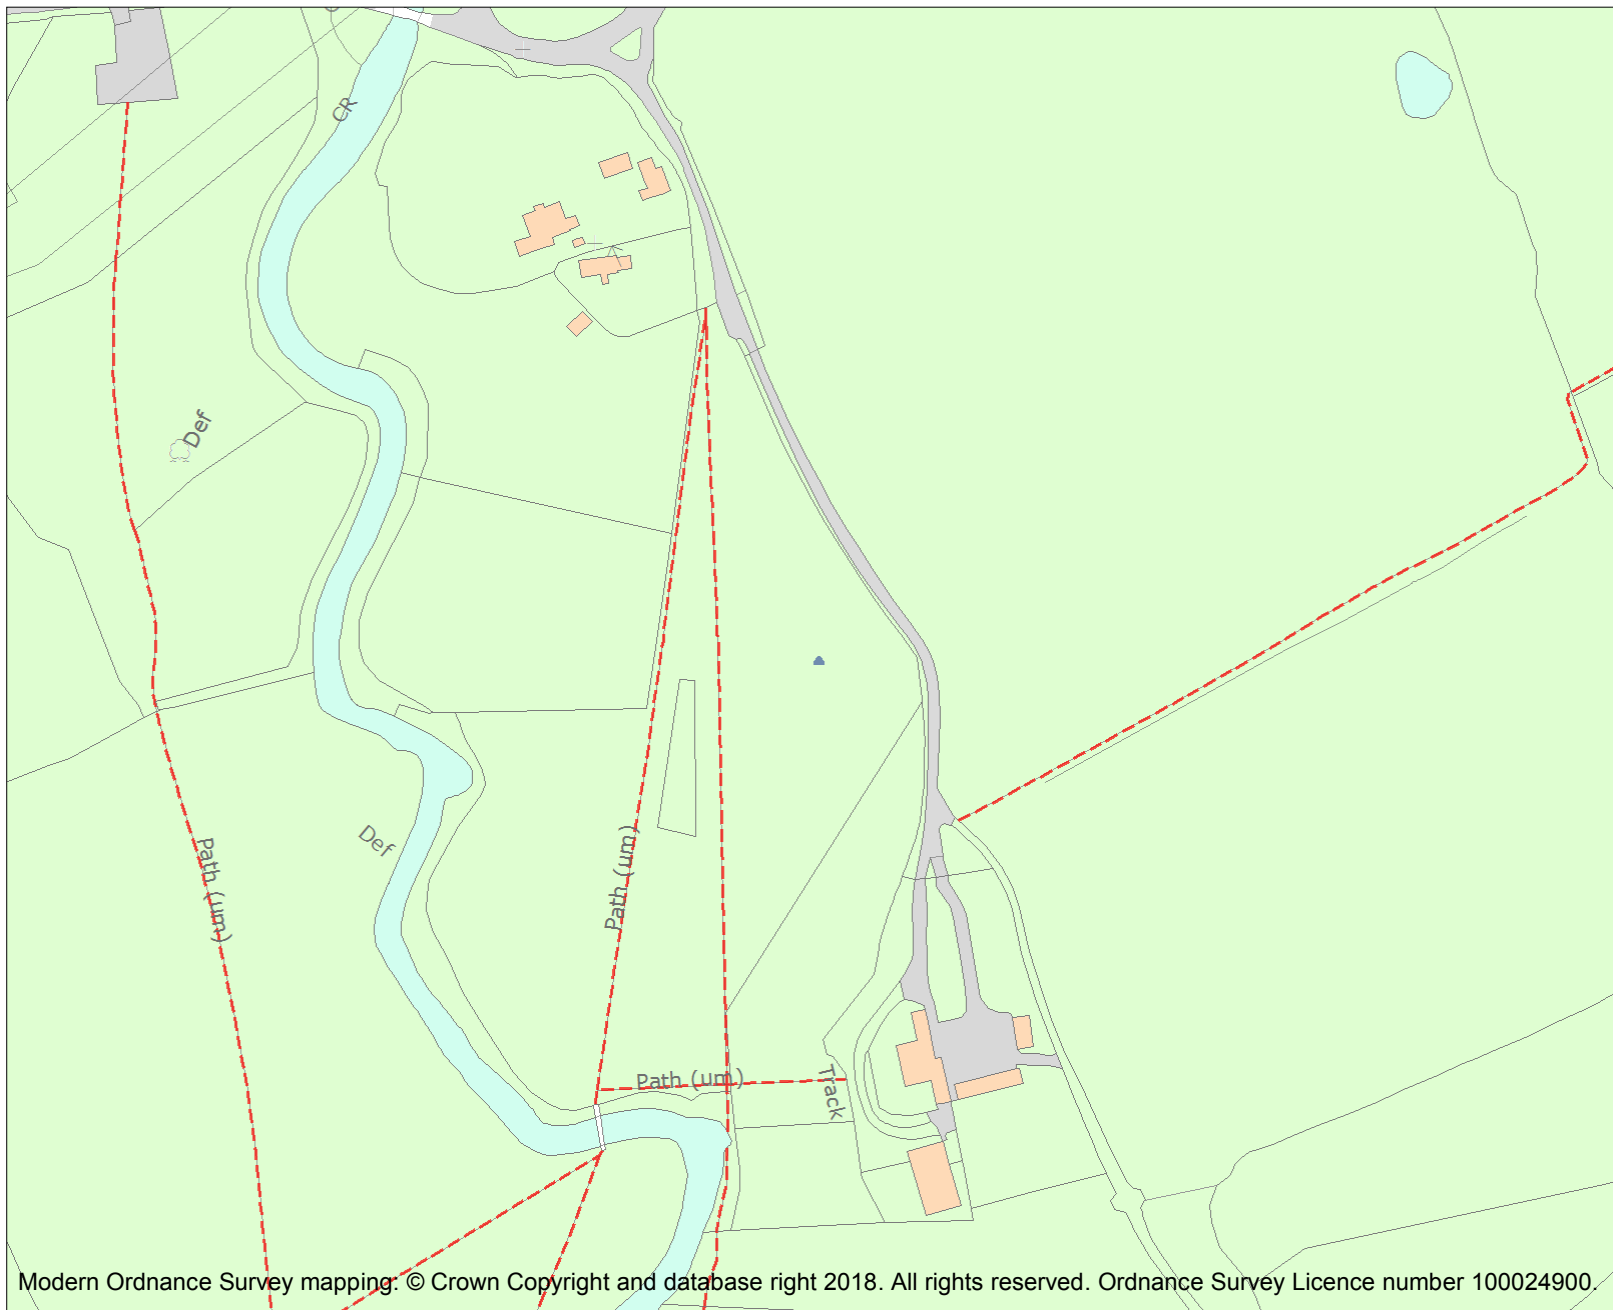 CR
Def
Path (um)
Path (um)
Def
Path (um)
Track
Modern Ordnance Survey mapping: © Crown Copyright and database right 2018. All rights reserved. Ordnance Survey Licence number 100024900.